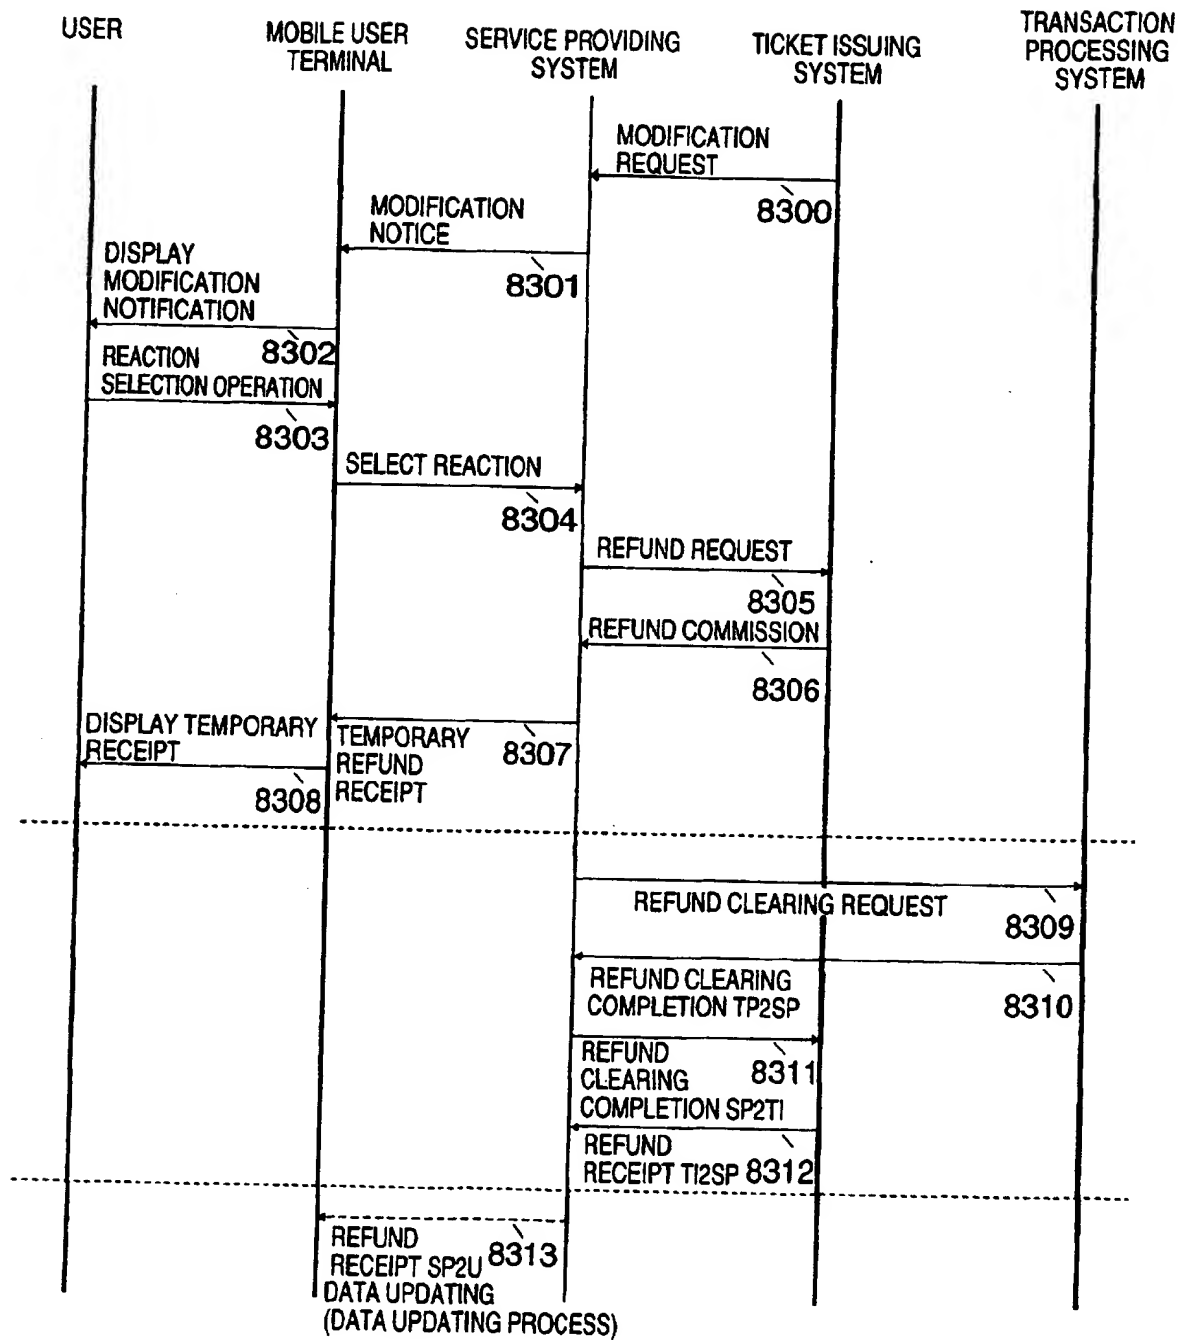 USER
MOBILE USER
TERMINAL
SERVICE PROVIDING
SYSTEM
TICKET ISSUING
SYSTEM
TRANSACTION
PROCESSING
SYSTEM
MODIFICATION
REQUEST
8300
MODIFICATION
NOTICE
8301
DISPLAY
MODIFICATION
NOTIFICATION
8302
REACTION
SELECTION OPERATION
8303
SELECT REACTION
8304
REFUND REQUEST
8305
REFUND COMMISSION
8306
TEMPORARY
REFUND
RECEIPT
8307
DISPLAY TEMPORARY
RECEIPT
8308
REFUND CLEARING REQUEST
8309
REFUND CLEARING
COMPLETION TP2SP
8310
REFUND
CLEARING
COMPLETION SP2TI
8311
REFUND
RECEIPT TI2SP
8312
REFUND
RECEIPT SP2U
8313
DATA UPDATING
(DATA UPDATING PROCESS)